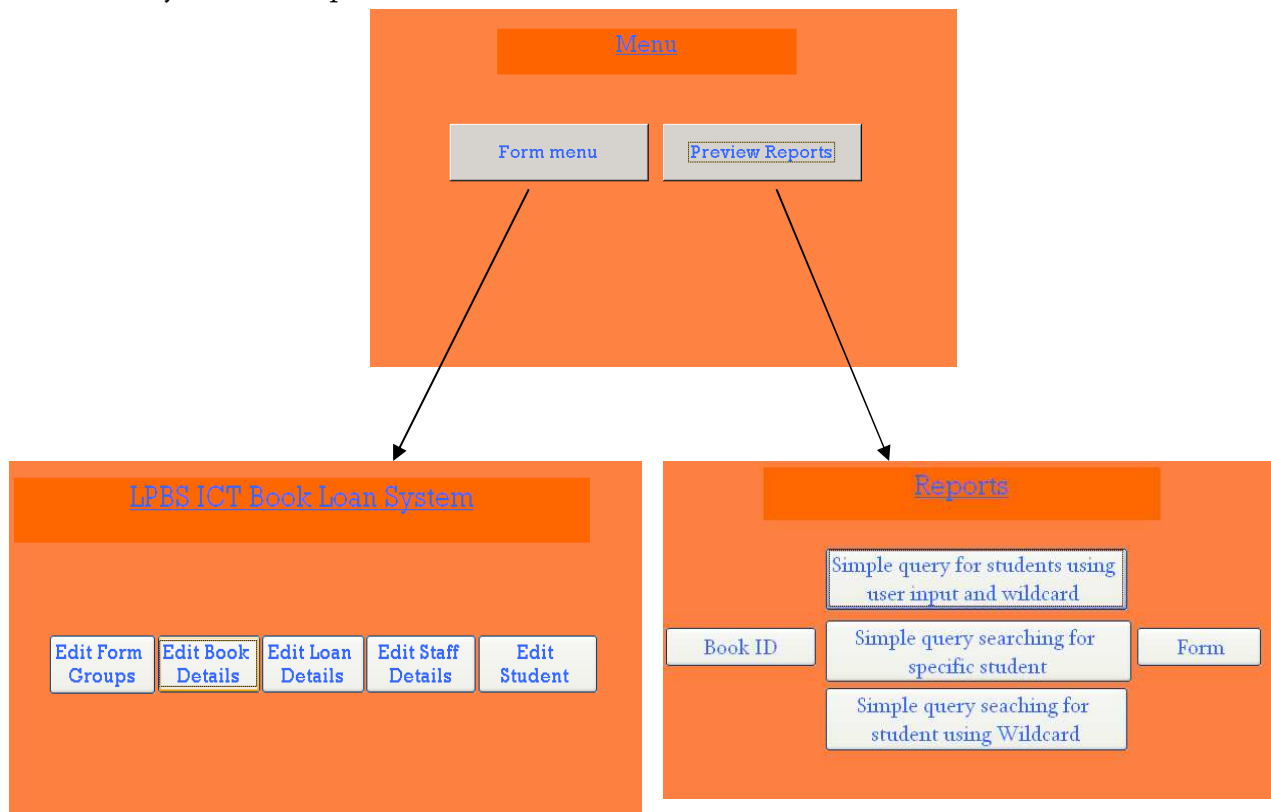 Menu
Form menu
Preview Reports
LPBS ICT Book Loan System
Edit Form
Groups
Edit Book
Details
Edit Loan
Details
Edit Staff
Details
Edit
Student
Reports
Simple query for students using
user input and wildcard
Book ID
Simple query searching for
specific student
Form
Simple query seaching for
student using Wildcard